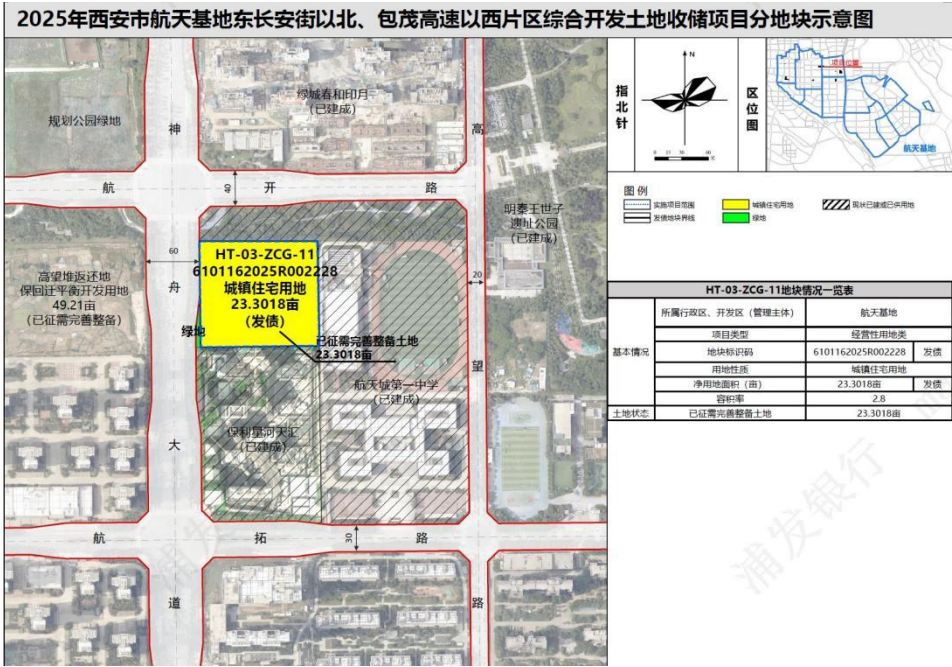 2025年西安市航天基地东长安街以北、包茂高速以西片区综合开发土地收储项目分地块示意图
规划公园绿地
神
绿城春和印月
(已建成)
高
航
40
开
路
明秦王世子
遗址公园
(已建成)
高望堆返还地
保回迁平衡开发用地
49.21亩
(已征需完善整备)
60
舟
HT-03-ZCG-11
6101162025R002228
城镇住宅用地
23.3018亩
(发债)
20
绿地
已征需完善整备土地
23.3018亩
望
航天城第一中学
(已建成)
大
保利星河天汇
(已建成)
航
拓
30
路
道
路
指北针
N
区位图
项目位置
航天基地
图例
实施项目范围
城镇住宅用地
现状已建或已供用地
发债地块界线
绿地
HT-03-ZCG-11地块情况一览表
基本情况
所属行政区、开发区（管理主体）
航天基地
项目类型
经营性用地类
地块标识码
6101162025R002228
发债
用地性质
城镇住宅用地
净用地面积（亩）
23.3018亩
发债
容积率
2.8
土地状态
已征需完善整备土地
23.3018亩
浦发银行